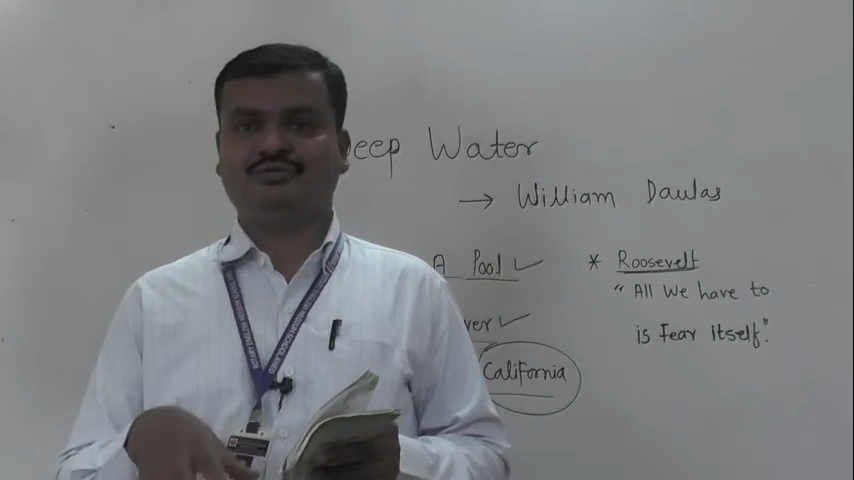 eep Water
→ William Daulas
A Pool ✓
* Roosevelt
" All We have to
ver ✓
is Fear itself".
California